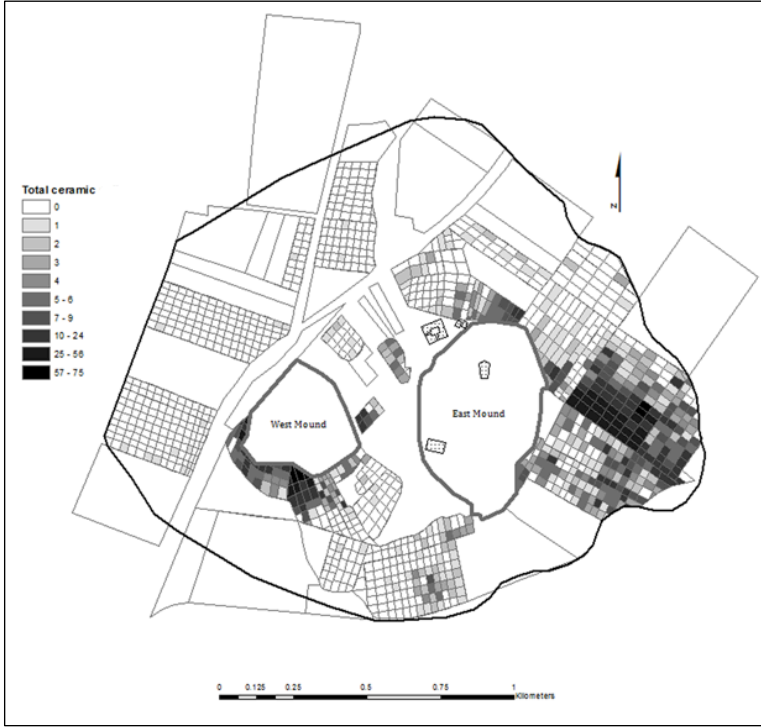 N
Total ceramic
0
1
2
3
4
5 - 6
7 - 9
10 - 24
25 - 56
57 - 75
West Mound
East Mound
0 0.125 0.25 0.5 0.75 1
Kilometers